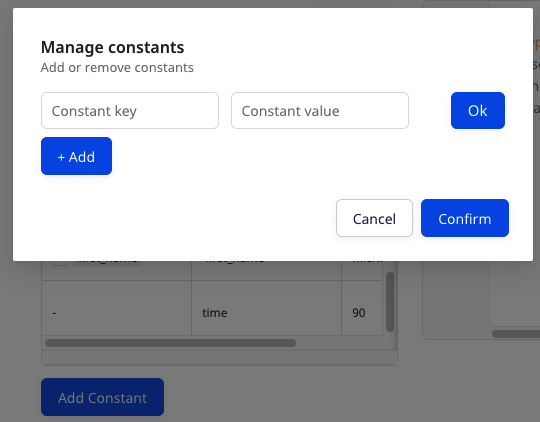 Manage constants
Add or remove constants
Constant key
Constant value
Ok
+ Add
Cancel
Confirm
-
time
90
Add Constant